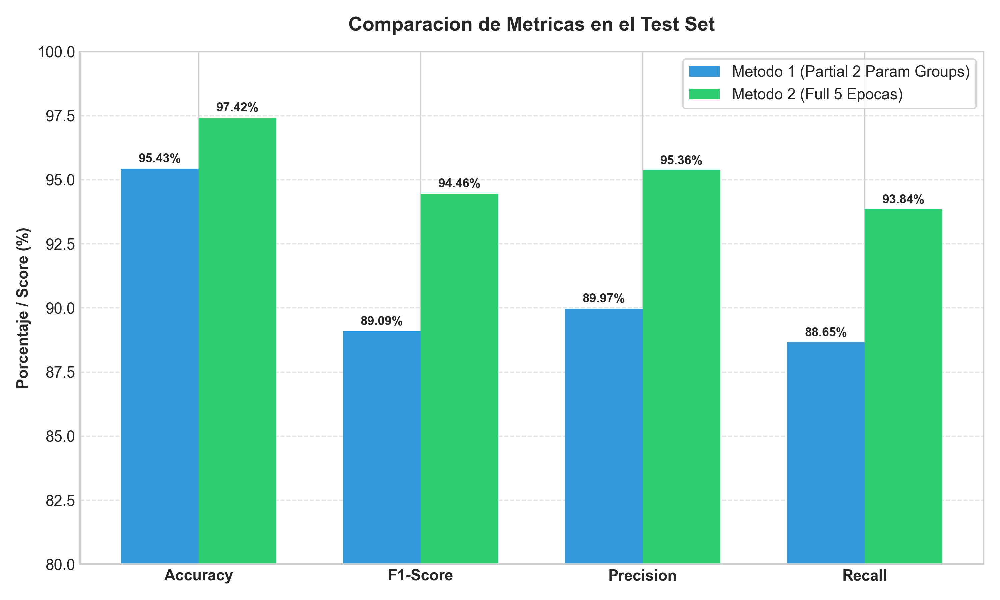 Comparacion de Metricas en el Test Set
Metodo 1 (Partial 2 Param Groups)
Metodo 2 (Full 5 Epocas)
Porcentaje / Score (%)
100.0
97.5
95.0
92.5
90.0
87.5
85.0
82.5
80.0
95.43%
97.42%
89.09%
94.46%
89.97%
95.36%
88.65%
93.84%
Accuracy
F1-Score
Precision
Recall